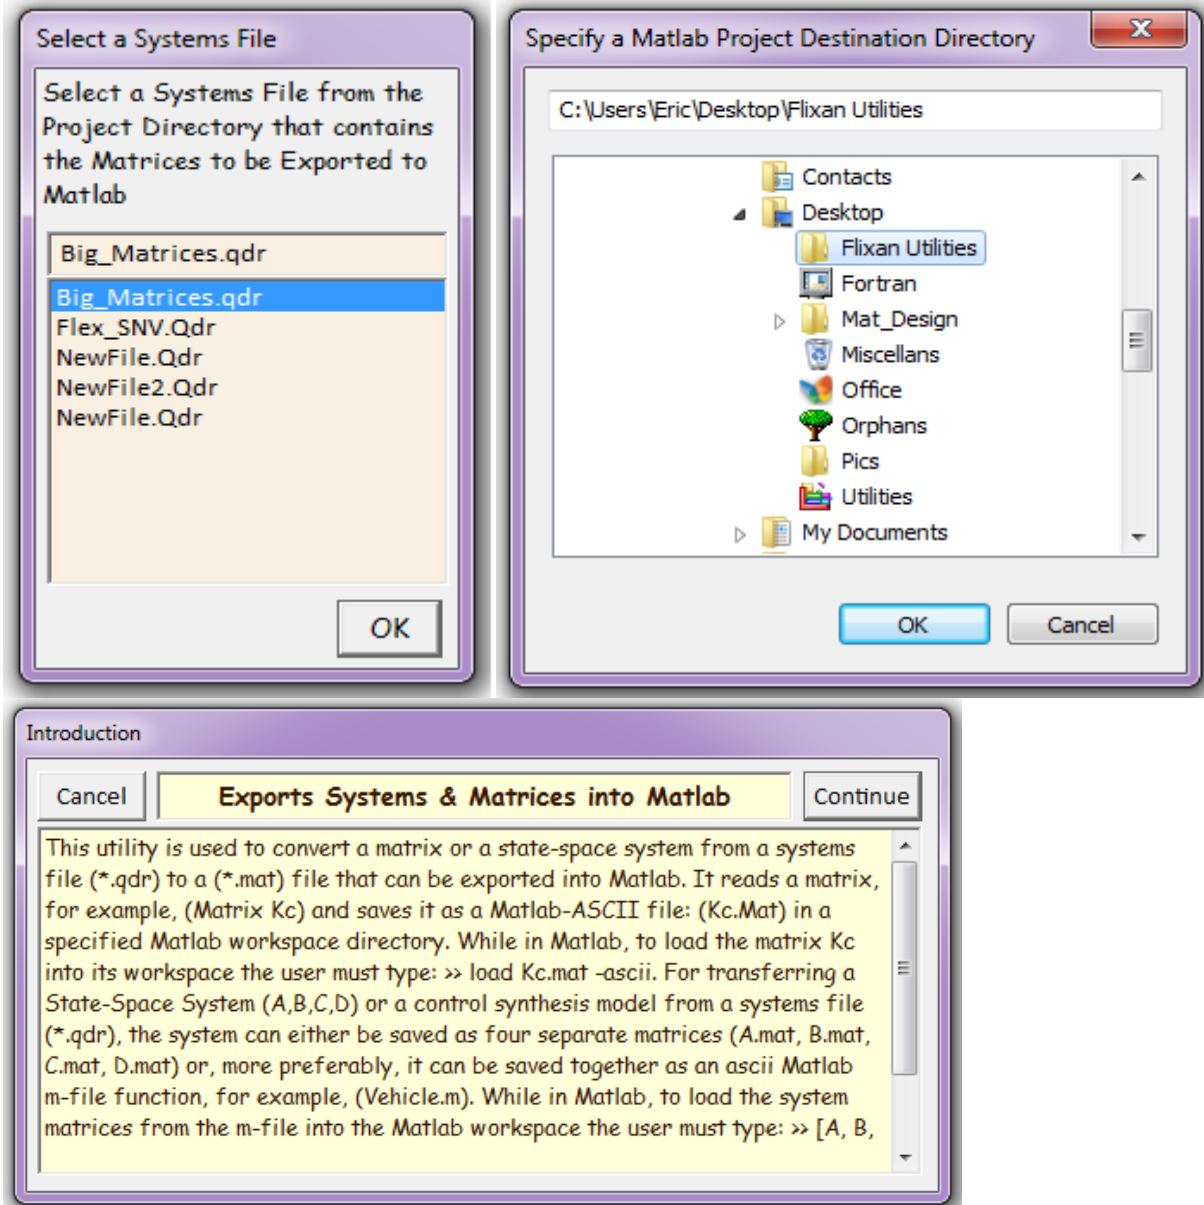 Select a Systems File
Select a Systems File from the
Project Directory that contains
the Matrices to be Exported to
Matlab
Big_Matrices.qdr
Big_Matrices.qdr
Flex_SNV.Qdr
NewFile.Qdr
NewFile2.Qdr
NewFile.Qdr
OK
Specify a Matlab Project Destination Directory
C:\Users\Eric\Desktop\Flixan Utilities
Contacts
Desktop
Flixan Utilities
Fortran
Mat_Design
Miscellans
Office
Orphans
Pics
Utilities
My Documents
OK
Cancel
Introduction
Cancel
Exports Systems & Matrices into Matlab
Continue
This utility is used to convert a matrix or a state-space system from a systems
file (*.qdr) to a (*.mat) file that can be exported into Matlab. It reads a matrix,
for example, (Matrix Kc) and saves it as a Matlab-ASCII file: (Kc.Mat) in a
specified Matlab workspace directory. While in Matlab, to load the matrix Kc
into its workspace the user must type: >> load Kc.mat -ascii. For transferring a
State-Space System (A,B,C,D) or a control synthesis model from a systems file
(*.qdr), the system can either be saved as four separate matrices (A.mat, B.mat,
C.mat, D.mat) or, more preferably, it can be saved together as an ascii Matlab
m-file function, for example, (Vehicle.m). While in Matlab, to load the system
matrices from the m-file into the Matlab workspace the user must type: >> [A, B,